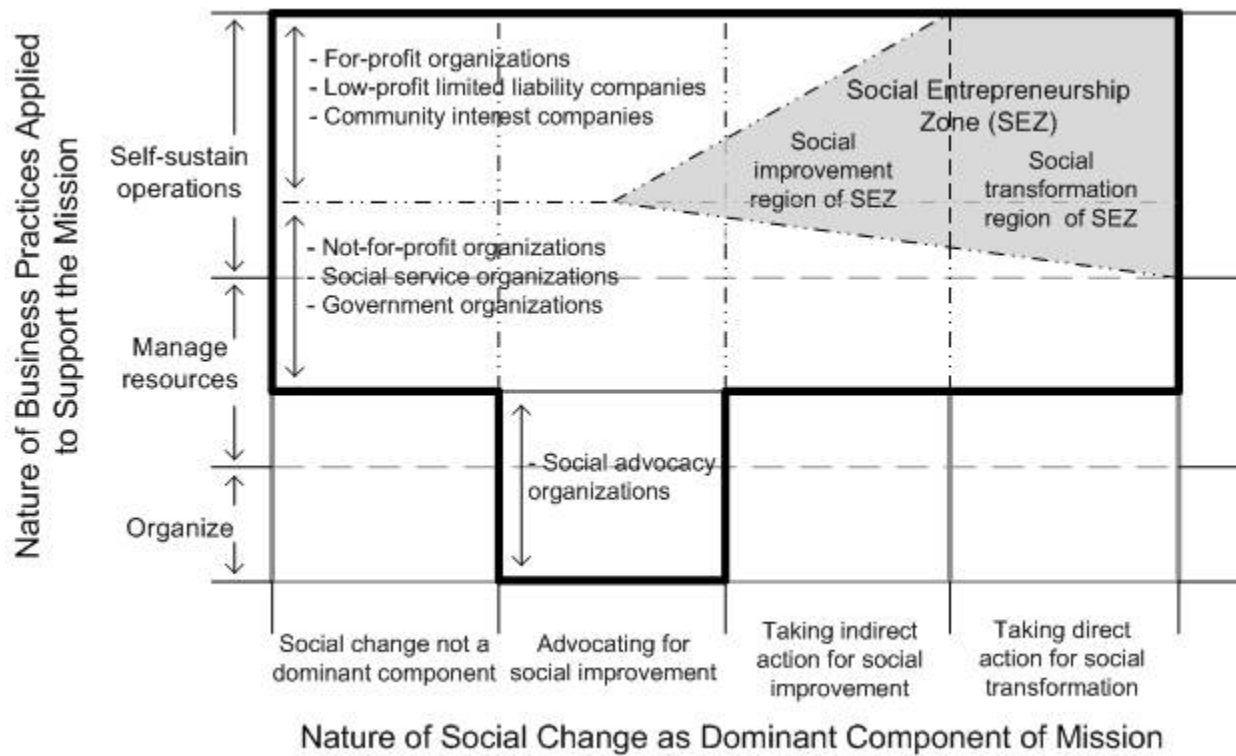 Nature of Business Practices Applied
to Support the Mission
Self-sustain
operations
Manage
resources
Organize
- For-profit organizations
- Low-profit limited liability companies
- Community interest companies
- Not-for-profit organizations
- Social service organizations
- Government organizations
- Social advocacy
organizations
Social Entrepreneurship
Zone (SEZ)
Social
improvement
region of SEZ
Social
transformation
region of SEZ
Social change not a
dominant component
Advocating for
social improvement
Taking indirect
action for social
improvement
Taking direct
action for social
transformation
Nature of Social Change as Dominant Component of Mission